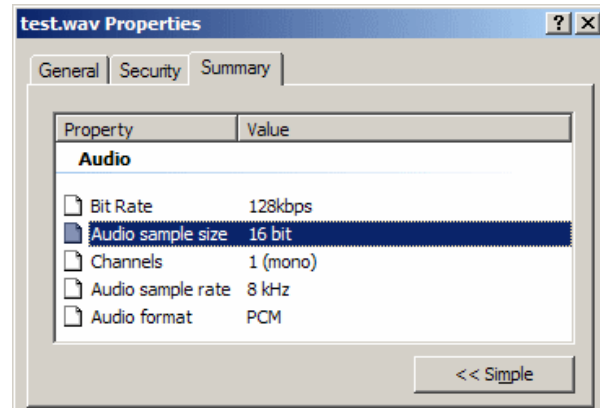 test.wav Properties ? X
General Security Summary
Property Value
Audio
Bit Rate 128kbps
Audio sample size 16 bit
Channels 1 (mono)
Audio sample rate 8 kHz
Audio format PCM
<< Simple